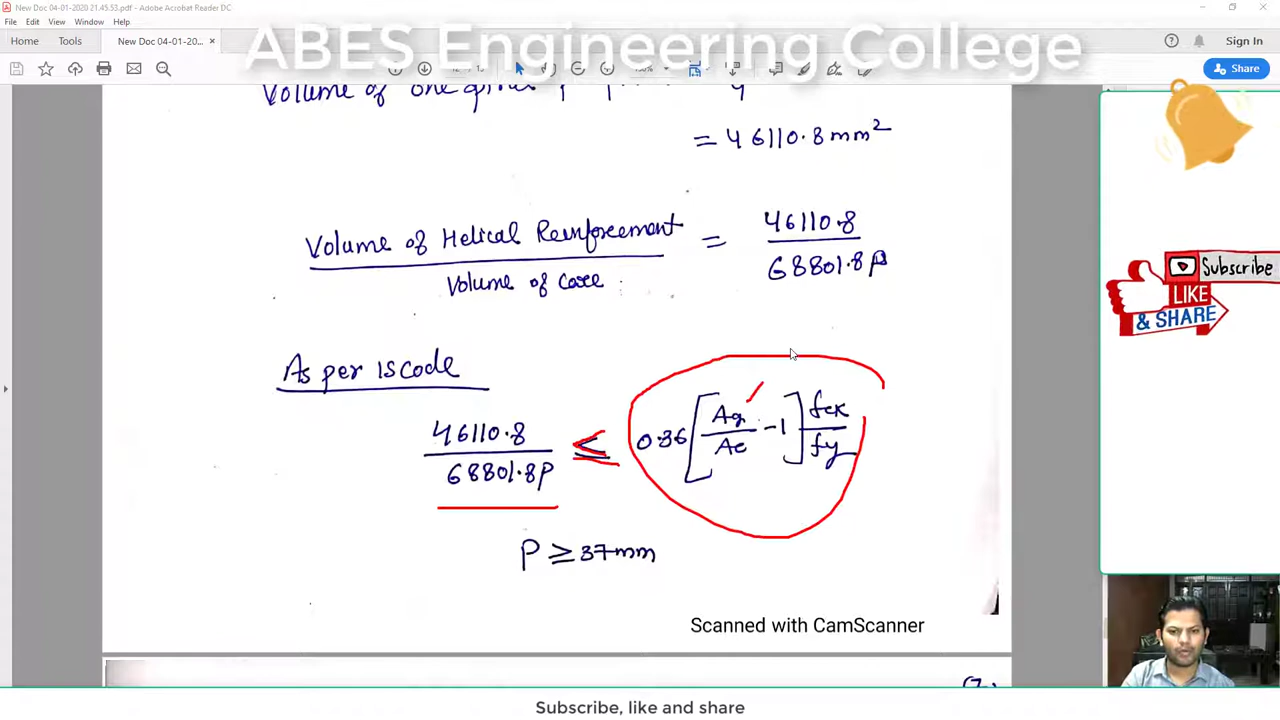 New Doc 04-01-2020 21.45.53.pdf - Adobe Acrobat Reader DC
File Edit View Window Help
Home Tools New Doc 04-01-20... × Sign In
ABES Engineering College
Share
Volume of one
= 46110.8 mm2
Volume of Helical Reinforcement = 46110.8
Volume of core 68801.8 P
Subscribe
LIKE
& SHARE
As per IS code
46110.8 ≤ 0.36 [Ag/Ac -1] fck/fy
68801.8P
P ≥ 37mm
Scanned with CamScanner
Subscribe, like and share